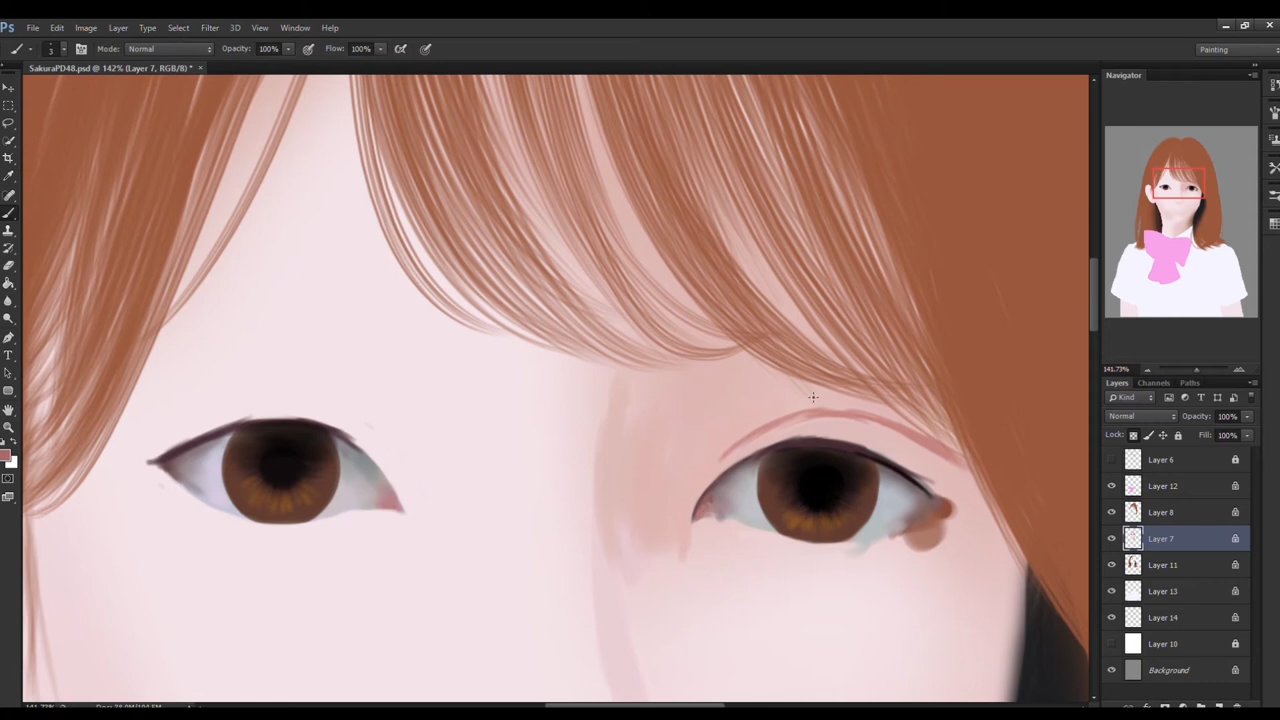 Ps File Edit Image Layer Type Select Filter 3D View Window Help
3 Mode: Normal Opacity: 100% Flow: 100% Painting
SakuraPD48.psd @ 142% (Layer 7, RGB/8) * ×
Navigator
141.73%
Layers Channels Paths
Kind
Normal Opacity: 100%
Lock: Fill: 100%
Layer 6
Layer 12
Layer 8
Layer 7
Layer 11
Layer 13
Layer 14
Layer 10
Background